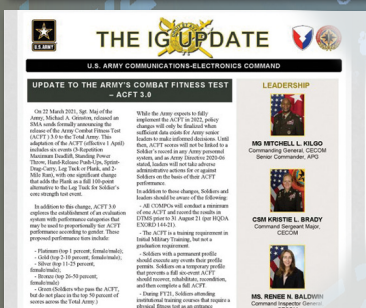 U.S. ARMY
THE IG UPDATE
U.S. ARMY COMMUNICATIONS-ELECTRONICS COMMAND
UPDATE TO THE ARMY'S COMBAT FITNESS TEST
– ACFT 3.0
On 22 March 2021, Sgt. Maj of the
Army, Michael A. Grinston, released an
SMA sends formally announcing the
release of the Army Combat Fitness Test
(ACFT) 3.0 to the Total Army. This
adaptation of the ACFT (effective 1 April)
includes six events (3-Repetition
Maximum Deadlift, Standing Power
Throw, Hand-Release Push-Ups, Sprint-
Drag-Carry, Leg Tuck or Plank, and 2-
Mile Run), with one significant change
that adds the Plank as a full 100-point
alternative to the Leg Tuck for Soldier's
core strength test event.
In addition to this change, ACFT 3.0
explores the establishment of an evaluation
system with performance categories that
may be used to proportionally for ACFT
performance according to gender. These
proposed performance tiers include:
- Platinum (top 1 percent, female/male);
- Gold (top 2-10 percent, female/male);
- Silver (top 11-25 percent,
female/male);
- Bronze (top 26-50 percent;
female/male);
- Green (Soldiers who pass the ACFT,
but do not place in the top 50 percent of
scores across the Total Army.)
While the Army expects to fully
implement the ACFT in 2022, policy
changes will only be finalized when
sufficient data exists for Army senior
leaders to make informed decisions. Until
then, ACFT scores will not be linked to a
Soldier's record in any Army personnel
system, and as Army Directive 2020-06
stated, leaders will not take adverse
administrative actions for or against
Soldiers on the basis of their ACFT
performance.
In addition to these changes, Soldiers and
leaders should be aware of the following:
- All COMPOs will conduct a minimum
of one ACFT and record the results in
DTMS prior to 31 August 21 (per HQDA
EXORD 144-21).
- The ACFT is a training requirement in
Initial Military Training, but not a
graduation requirement.
- Soldiers with a permanent profile
should execute any events their profile
permits. Soldiers on a temporary profile
that prevents a full six-event ACFT
should recover, rehabilitate, recondition,
and then complete a full ACFT.
- During FY21, Soldiers attending
institutional training courses that require a
physical fitness test as an entrance
LEADERSHIP
MG MITCHELL L. KILGO
Commanding General, CECOM
Senior Commander, APG
CSM KRISTIE L. BRADY
Command Sergeant Major,
CECOM
MS. RENEE N. BALDWIN
Command Inspector General